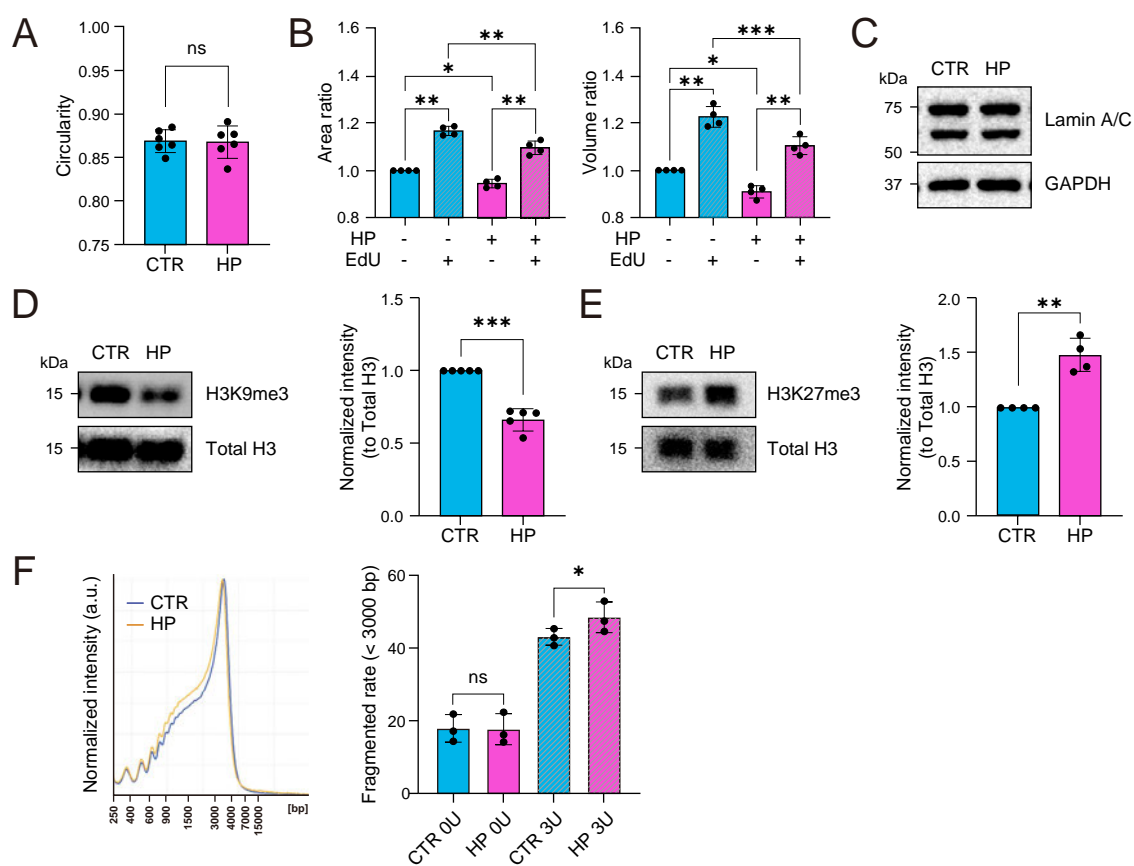 A
1.00
0.95
0.90
0.85
0.80
0.75
Circularity
ns
CTR
HP
B
1.6
1.4
1.2
1.0
0.8
Area ratio
**
*
** **
HP - - + +
EdU - + - +
1.6
1.4
1.2
1.0
0.8
Volume ratio
***
*
** **
- - + +
- + - +
C
kDa CTR HP
75
50
Lamin A/C
37
GAPDH
D
kDa CTR HP
15 H3K9me3
15 Total H3
Normalized intensity
(to Total H3)
1.5
1.0
0.5
0.0
***
CTR
HP
E
kDa CTR HP
15 H3K27me3
15 Total H3
Normalized intensity
(to Total H3)
2.0
1.5
1.0
0.5
0.0
**
CTR
HP
F
Normalized intensity (a.u.)
CTR
HP
250 400 600 900 1500 3000 4000 7000 15000 [bp]
Fragmented rate (< 3000 bp)
60
40
20
0
ns
*
CTR 0U
HP 0U
CTR 3U
HP 3U